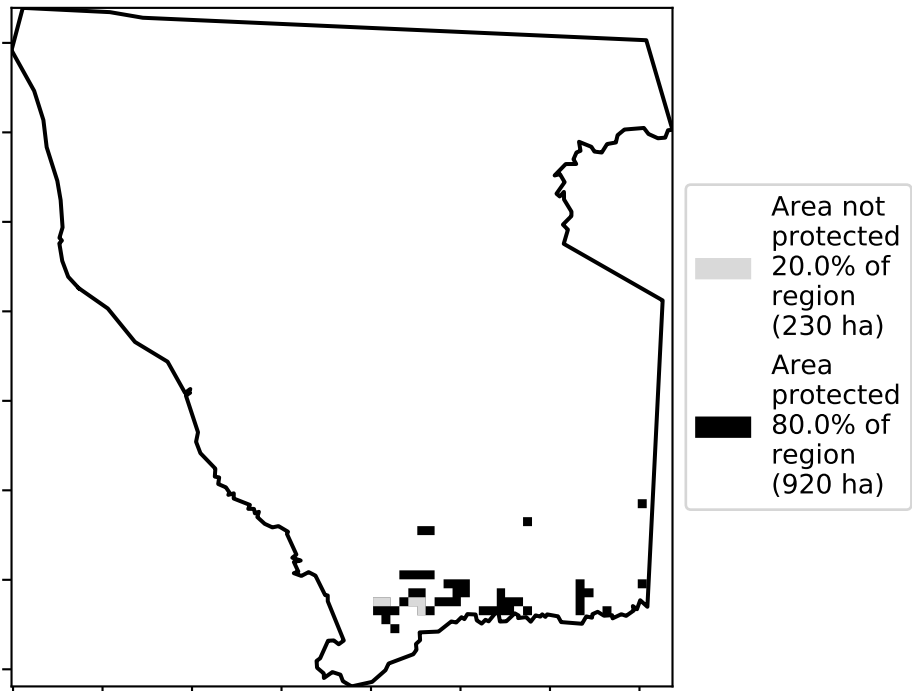 Area not
protected
20.0% of
region
(230 ha)
Area
protected
80.0% of
region
(920 ha)